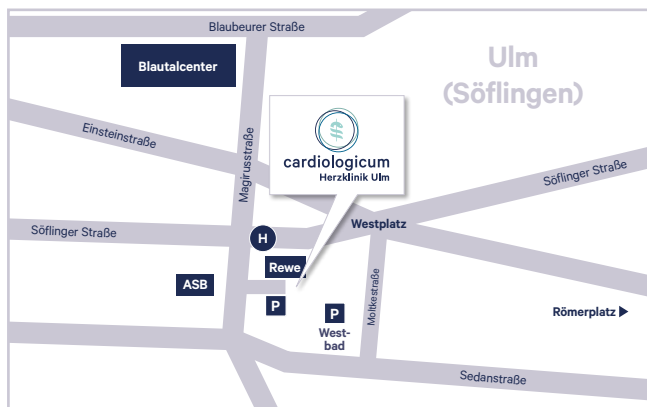 Blaubeurer Straße
Blautalcenter
Ulm
(Söflingen)
Einsteinstraße
Magirusstraße
cardiologicum
Herzklinik Ulm
Söflinger Straße
Söflinger Straße
Westplatz
H
Rewe
ASB
P
P
West-
bad
Moltkestraße
Römerplatz
Sedanstraße